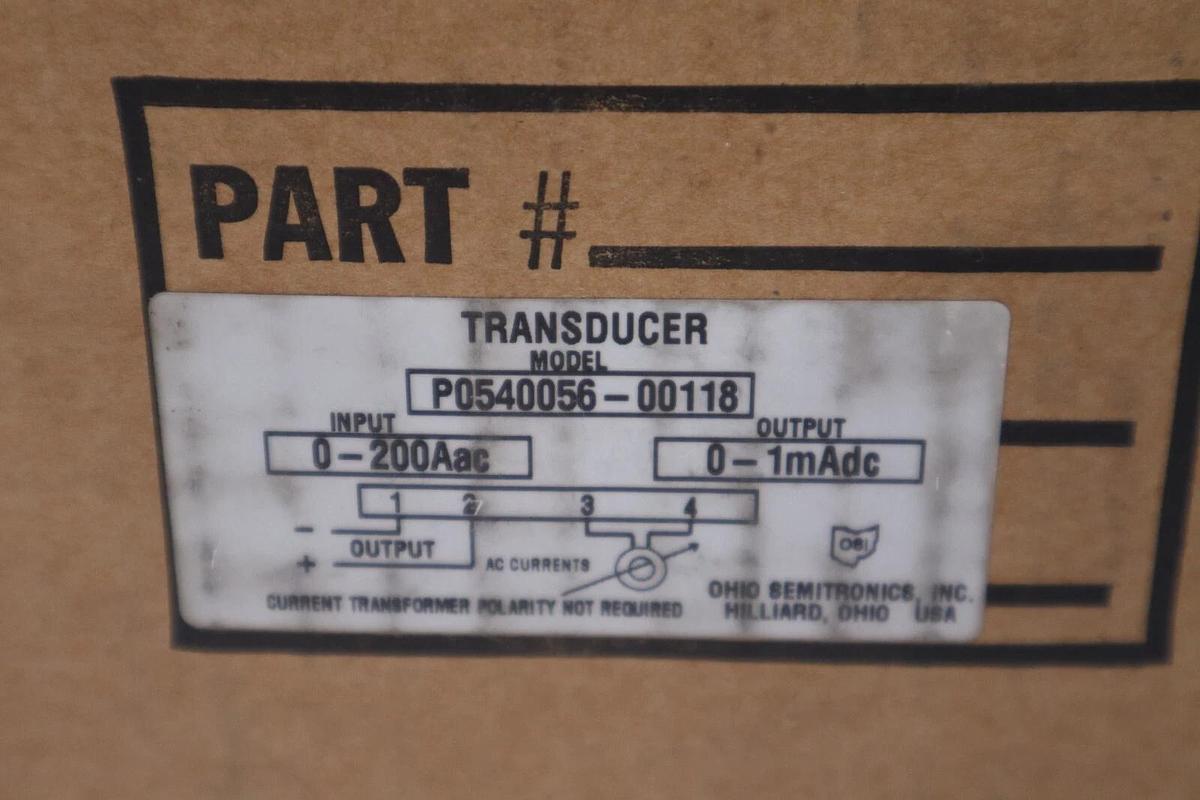 PART #
TRANSDUCER
MODEL
P0540056-00118
INPUT
OUTPUT
0-200Aac
0-1mAdc
1 2 3 4
-
OUTPUT
+
AC CURRENTS
OSI
CURRENT TRANSFORMER POLARITY NOT REQUIRED
OHIO SEMITRONICS, INC.
HILLIARD, OHIO USA